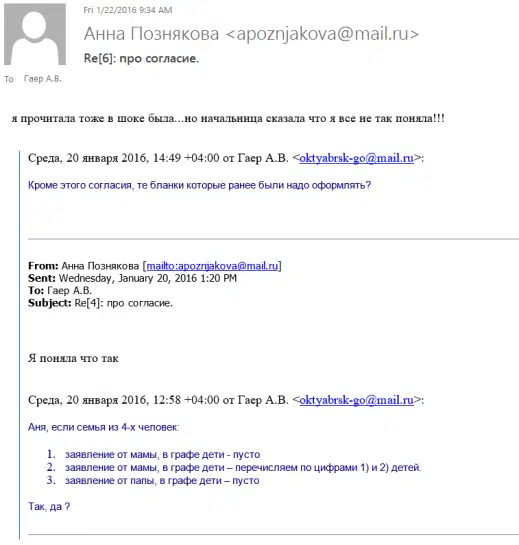 Fri 1/22/2016 9:34 AM
Анна Познякова <apoznjakova@mail.ru>
Re[6]: про согласие.
To Гаер А.В.
я прочитала тоже в шоке была...но начальница сказала что я все не так поняла!!!
Среда, 20 января 2016, 14:49 +04:00 от Гаер А.В. <oktyabrsk-go@mail.ru>:
Кроме этого согласия, те бланки которые ранее были надо оформлять?
From: Анна Познякова [mailto:apoznjakova@mail.ru]
Sent: Wednesday, January 20, 2016 1:20 PM
To: Гаер А.В.
Subject: Re[4]: про согласие.
Я поняла что так
Среда, 20 января 2016, 12:58 +04:00 от Гаер А.В. <oktyabrsk-go@mail.ru>:
Аня, если семья из 4-х человек:
1. заявление от мамы, в графе дети - пусто
2. заявление от мамы, в графе дети – перечисляем по цифрами 1) и 2) детей.
3. заявление от папы, в графе дети – пусто
Так, да ?